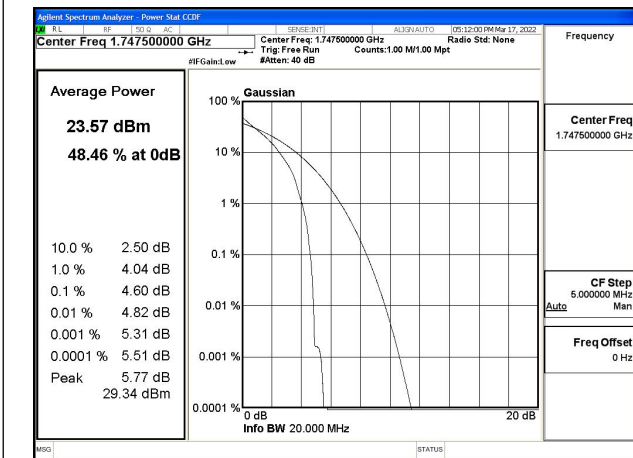 Agilent Spectrum Analyzer - Power Stat CCDF
RL RF 50 Ω AC SENSE:INT ALIGN AUTO 05:12:00 PM Mar 17, 2022
Center Freq 1.747500000 GHz
Center Freq: 1.747500000 GHz Radio Std: None
Trig: Free Run Counts:1.00 M/1.00 Mpt
#IFGain:Low #Atten: 40 dB
Frequency
Average Power
23.57 dBm
48.46 % at 0dB
10.0 % 2.50 dB
1.0 % 4.04 dB
0.1 % 4.60 dB
0.01 % 4.82 dB
0.001 % 5.31 dB
0.0001 % 5.51 dB
Peak 5.77 dB
29.34 dBm
Gaussian
100 %
10 %
1 %
0.1 %
0.01 %
0.001 %
0.0001 %
0 dB 20 dB
Info BW 20.000 MHz
Center Freq
1.747500000 GHz
CF Step
5.000000 MHz
Auto Man
Freq Offset
0 Hz
MSG STATUS